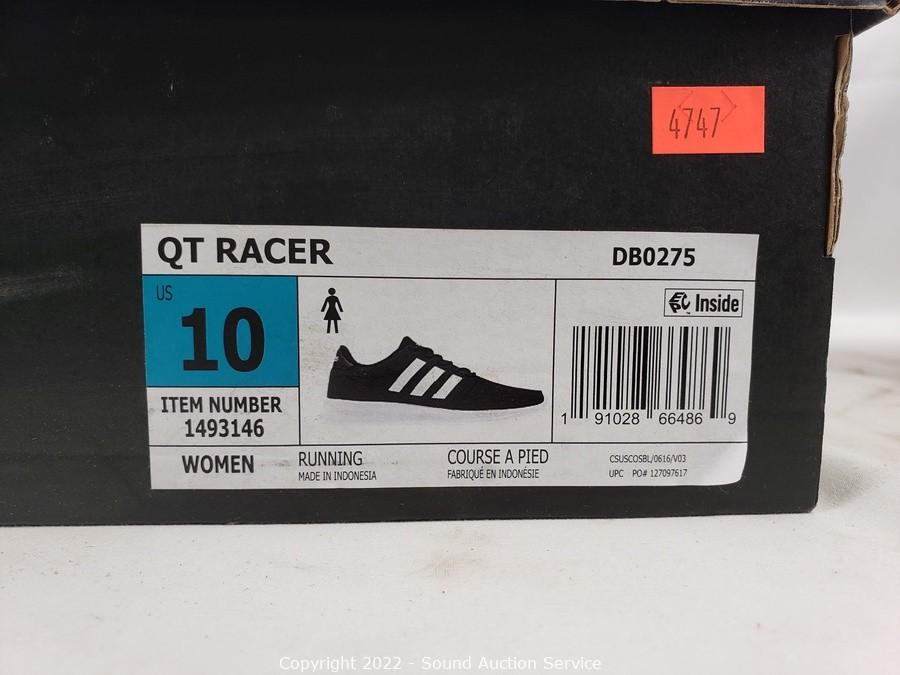 4747
QT RACER
DB0275
US
10
Inside
ITEM NUMBER
1493146
1 91028 66486 9
WOMEN
RUNNING
MADE IN INDONESIA
COURSE A PIED
FABRIQUÉ EN INDONÉSIE
CSUSCOSBL/0616/V03
UPC PO# 127097617
Copyright 2022 - Sound Auction Service